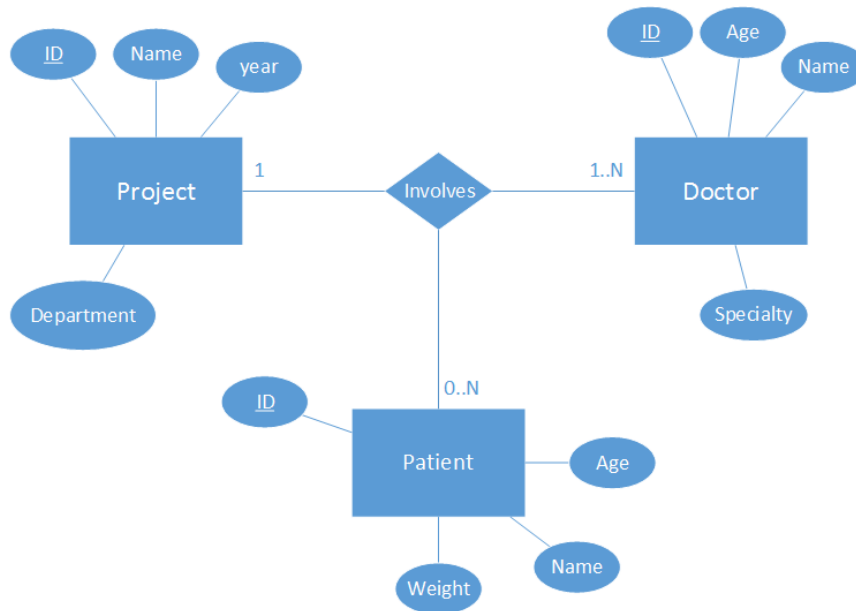 ID
Name
year
ID
Age
Name
Project
1
Involves
1..N
Doctor
Department
Specialty
0..N
ID
Patient
Age
Weight
Name